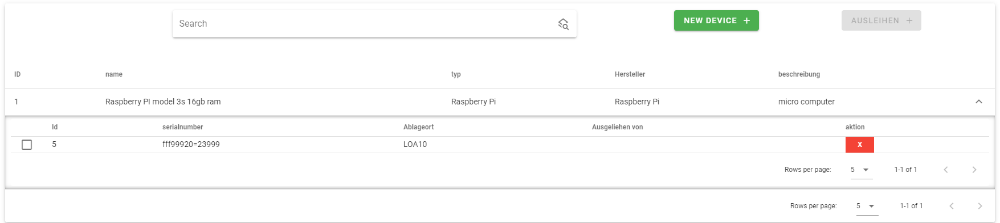 Search
NEW DEVICE +
AUSLEIHEN +
ID name typ Hersteller beschreibung
1 Raspberry PI model 3s 16gb ram Raspberry Pi Raspberry Pi micro computer
Id serialnumber Ablageort Ausgeliehen von aktion
5 fff99920=23999 LOA10 X
Rows per page: 5 1-1 of 1
Rows per page: 5 1-1 of 1